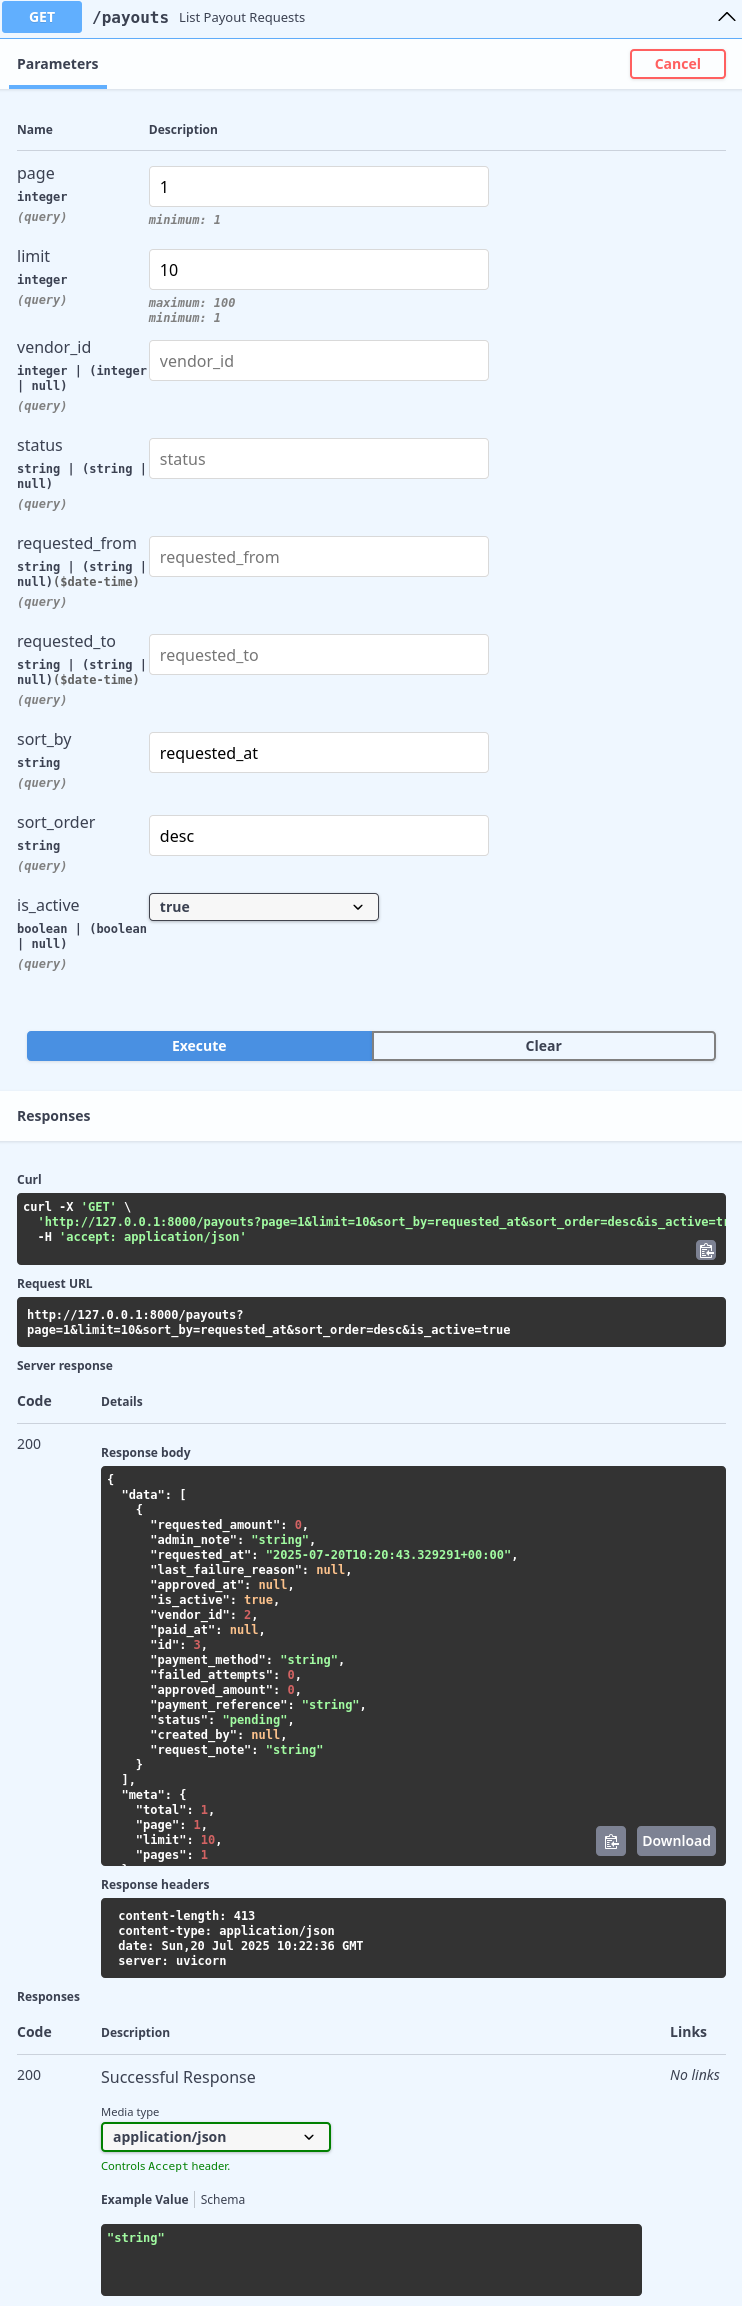 GET /payouts List Payout Requests
Parameters Cancel
Name Description
page 1
integer
(query) minimum: 1
limit 10
integer
(query) maximum: 100
minimum: 1
vendor_id vendor_id
integer | (integer
| null)
(query)
status status
string | (string |
null)
(query)
requested_from requested_from
string | (string |
null)($date-time)
(query)
requested_to requested_to
string | (string |
null)($date-time)
(query)
sort_by requested_at
string
(query)
sort_order desc
string
(query)
is_active true
boolean | (boolean
| null)
(query)
Execute Clear
Responses
Curl
curl -X 'GET' \
'http://127.0.0.1:8000/payouts?page=1&limit=10&sort_by=requested_at&sort_order=desc&is_active=tr
-H 'accept: application/json'
Request URL
http://127.0.0.1:8000/payouts?
page=1&limit=10&sort_by=requested_at&sort_order=desc&is_active=true
Server response
Code Details
200
Response body
{
"data": [
{
"requested_amount": 0,
"admin_note": "string",
"requested_at": "2025-07-20T10:20:43.329291+00:00",
"last_failure_reason": null,
"approved_at": null,
"is_active": true,
"vendor_id": 2,
"paid_at": null,
"id": 3,
"payment_method": "string",
"failed_attempts": 0,
"approved_amount": 0,
"payment_reference": "string",
"status": "pending",
"created_by": null,
"request_note": "string"
}
],
"meta": {
"total": 1,
"page": 1,
"limit": 10,
"pages": 1
Download
Response headers
content-length: 413
content-type: application/json
date: Sun,20 Jul 2025 10:22:36 GMT
server: uvicorn
Responses
Code Description Links
200 Successful Response No links
Media type
application/json
Controls Accept header.
Example Value Schema
"string"